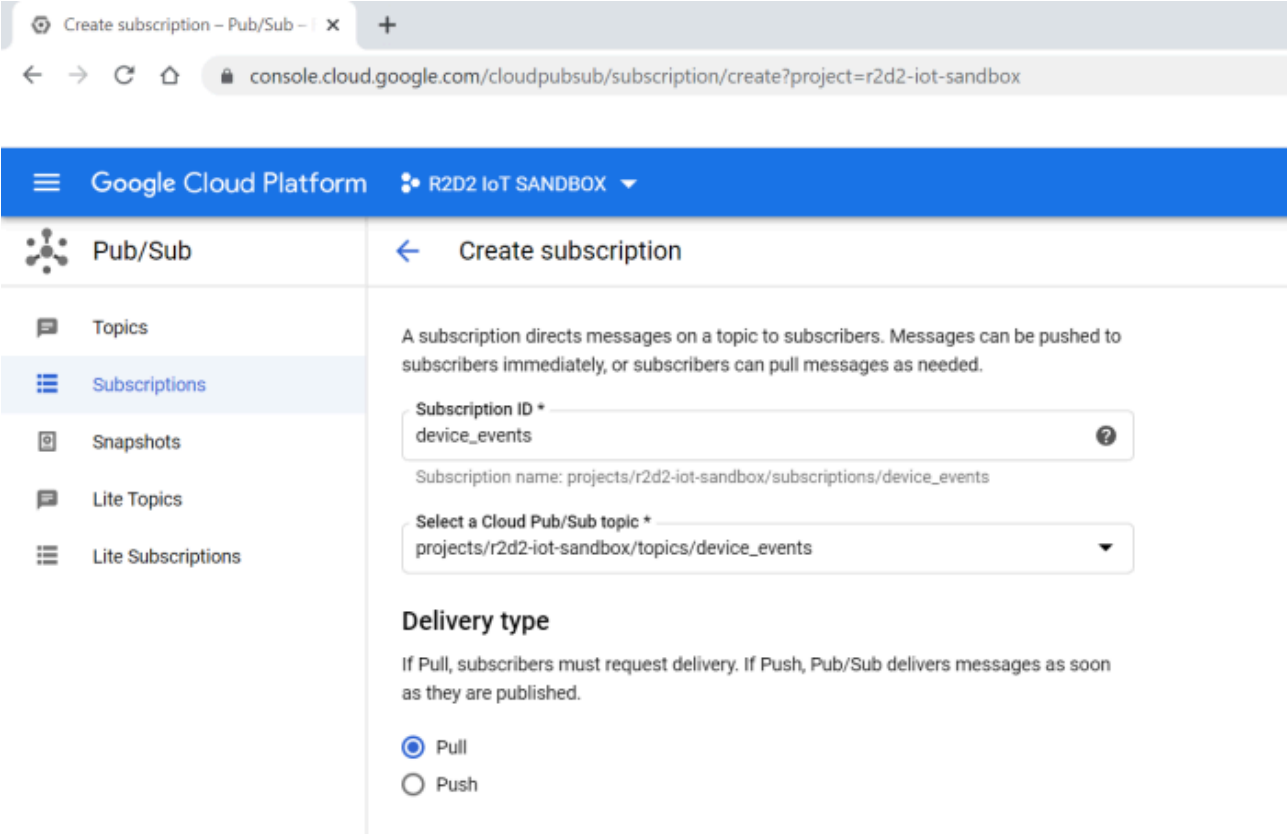 Create subscription – Pub/Sub –
console.cloud.google.com/cloudpubsub/subscription/create?project=r2d2-iot-sandbox
Google Cloud Platform
R2D2 IoT SANDBOX
Pub/Sub
Create subscription
Topics
Subscriptions
Snapshots
Lite Topics
Lite Subscriptions
A subscription directs messages on a topic to subscribers. Messages can be pushed to
subscribers immediately, or subscribers can pull messages as needed.
Subscription ID *
device_events
Subscription name: projects/r2d2-iot-sandbox/subscriptions/device_events
Select a Cloud Pub/Sub topic *
projects/r2d2-iot-sandbox/topics/device_events
Delivery type
If Pull, subscribers must request delivery. If Push, Pub/Sub delivers messages as soon
as they are published.
Pull
Push